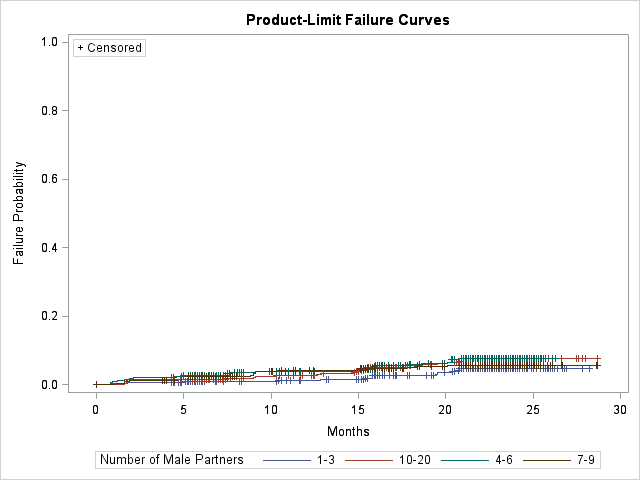 Product-Limit Failure Curves
+ Censored
1.0
0.8
0.6
0.4
0.2
0.0
Failure Probability
0 5 10 15 20 25 30
Months
Number of Male Partners 1-3 10-20 4-6 7-9